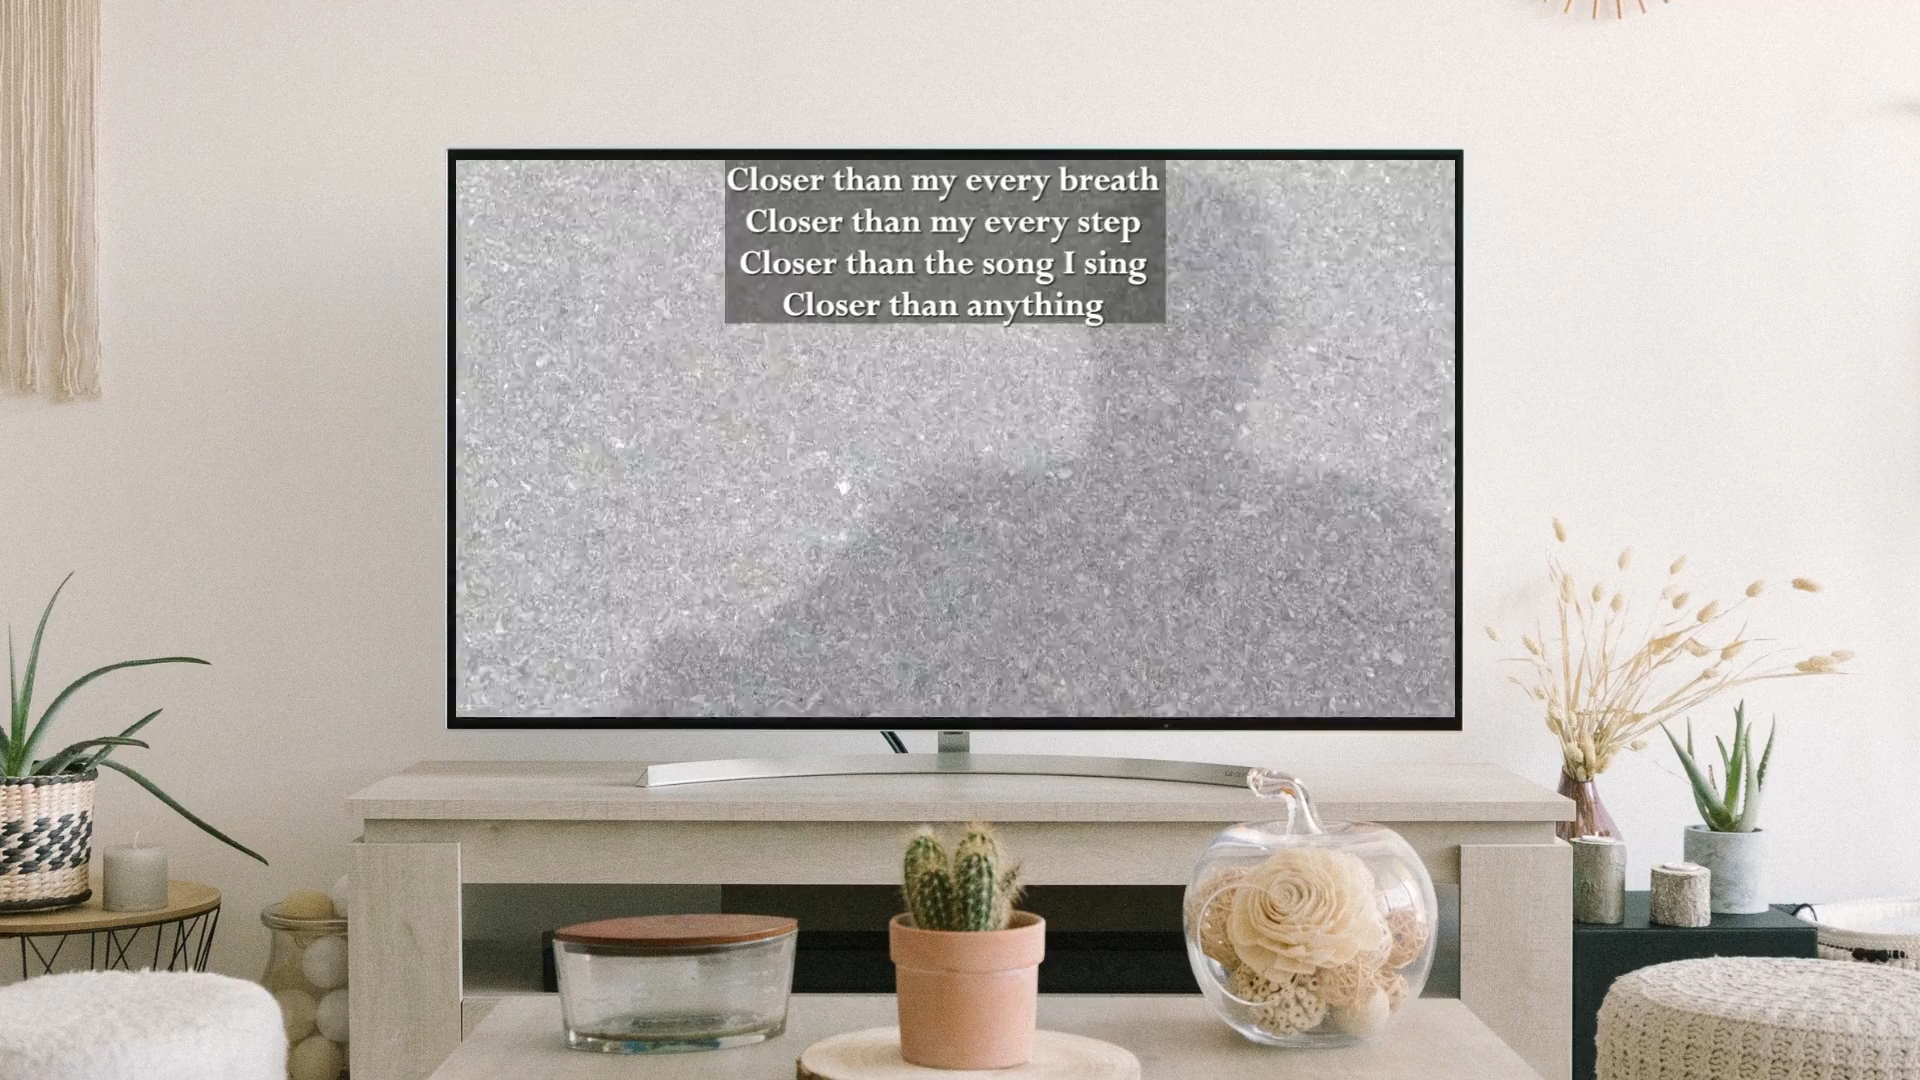 Closer than my every breath
Closer than my every step
Closer than the song I sing
Closer than anything